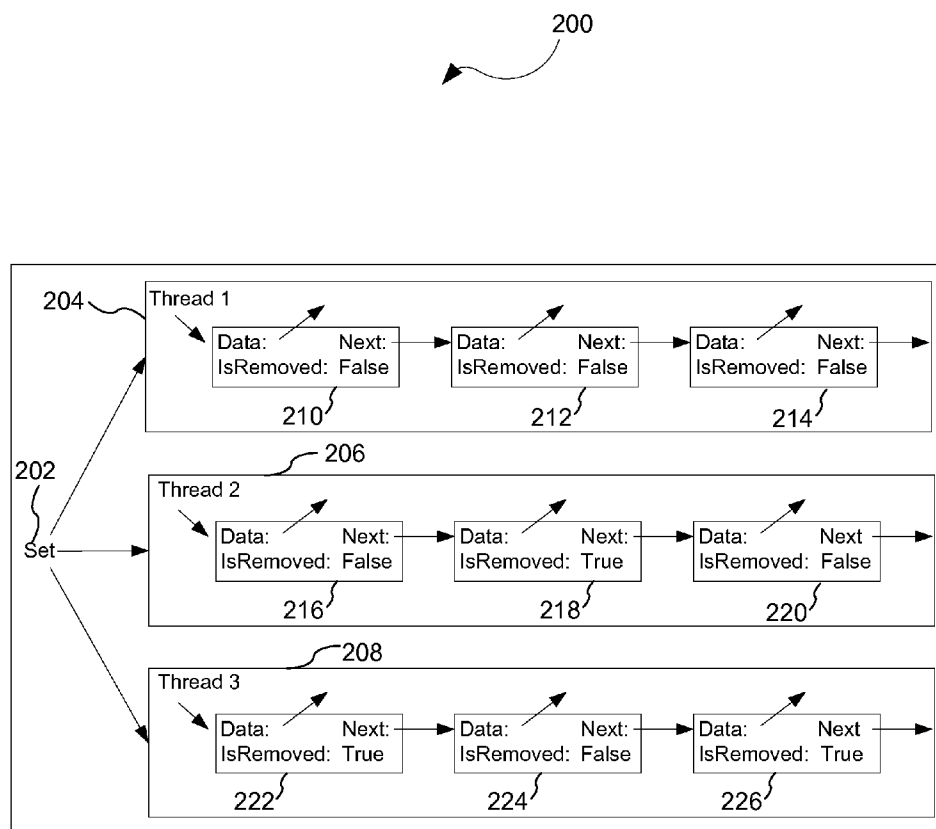 200
204
Thread 1
Data: Next:
IsRemoved: False
210
Data: Next:
IsRemoved: False
212
Data: Next:
IsRemoved: False
214
202
Set
206
Thread 2
Data: Next:
IsRemoved: False
216
Data: Next:
IsRemoved: True
218
Data: Next
IsRemoved: False
220
208
Thread 3
Data: Next:
IsRemoved: True
222
Data: Next:
IsRemoved: False
224
Data: Next
IsRemoved: True
226